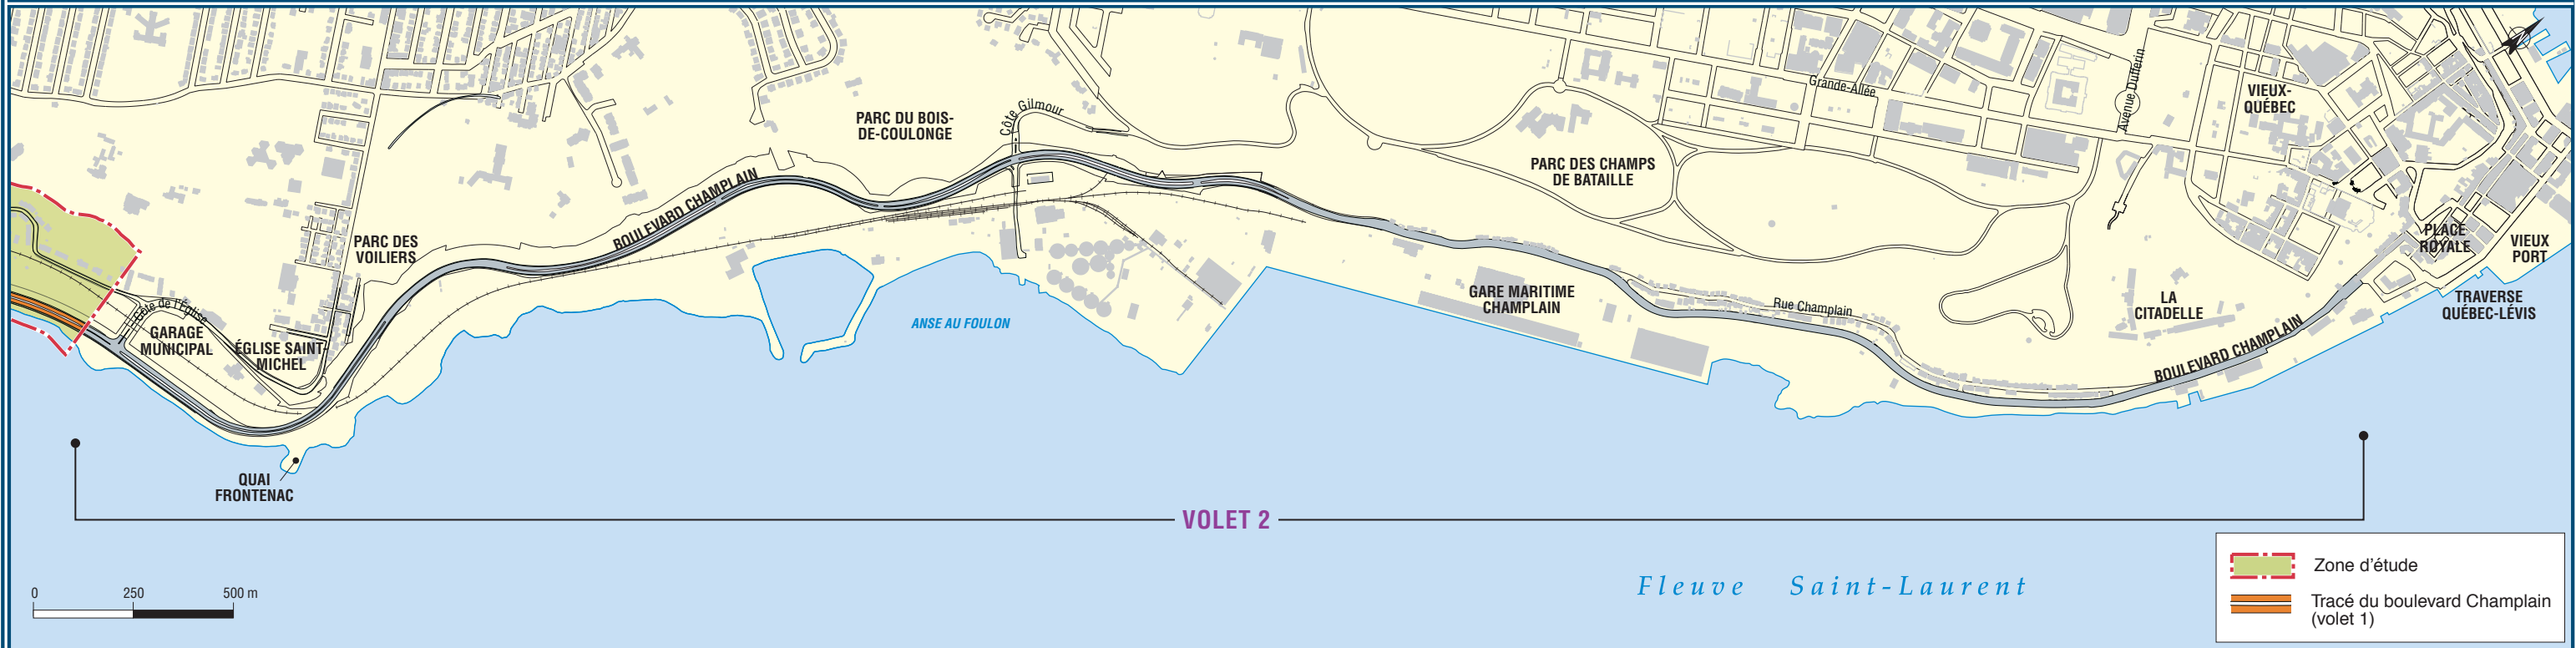 Grande-Allée
Avenue Dufferin
VIEUX-
QUÉBEC
PARC DU BOIS-
DE-COULONGE
Côte Gilmour
PARC DES CHAMPS
DE BATAILLE
BOULEVARD CHAMPLAIN
PARC DES
VOILIERS
PLACE
ROYALE
VIEUX
PORT
Côte de l'Église
GARAGE
MUNICIPAL
ÉGLISE SAINT-
MICHEL
ANSE AU FOULON
GARE MARITIME
CHAMPLAIN
Rue Champlain
LA
CITADELLE
TRAVERSE
QUÉBEC-LÉVIS
BOULEVARD CHAMPLAIN
QUAI
FRONTENAC
VOLET 2
0 250 500 m
Fleuve Saint-Laurent
Zone d'étude
Tracé du boulevard Champlain
(volet 1)